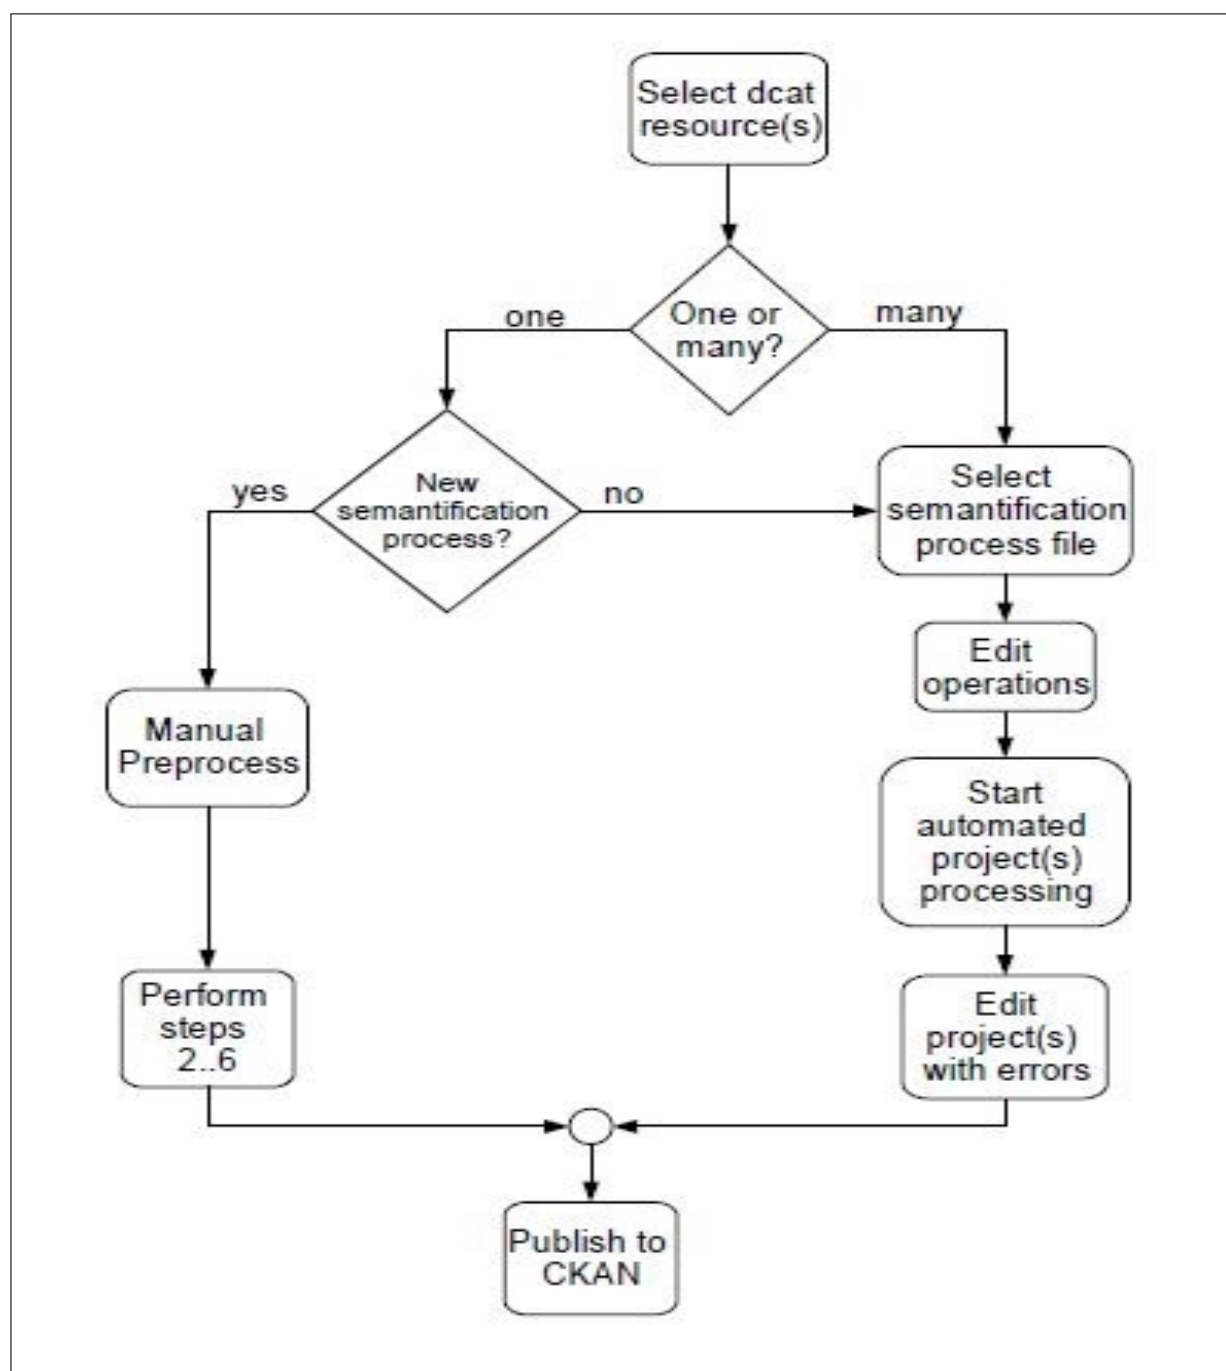 Select dcat
resource(s)
One or
many?
one
many
New
semantification
process?
yes
no
Select
semantification
process file
Edit
operations
Manual
Preprocess
Start
automated
project(s)
processing
Perform
steps
2..6
Edit
project(s)
with errors
Publish to
CKAN